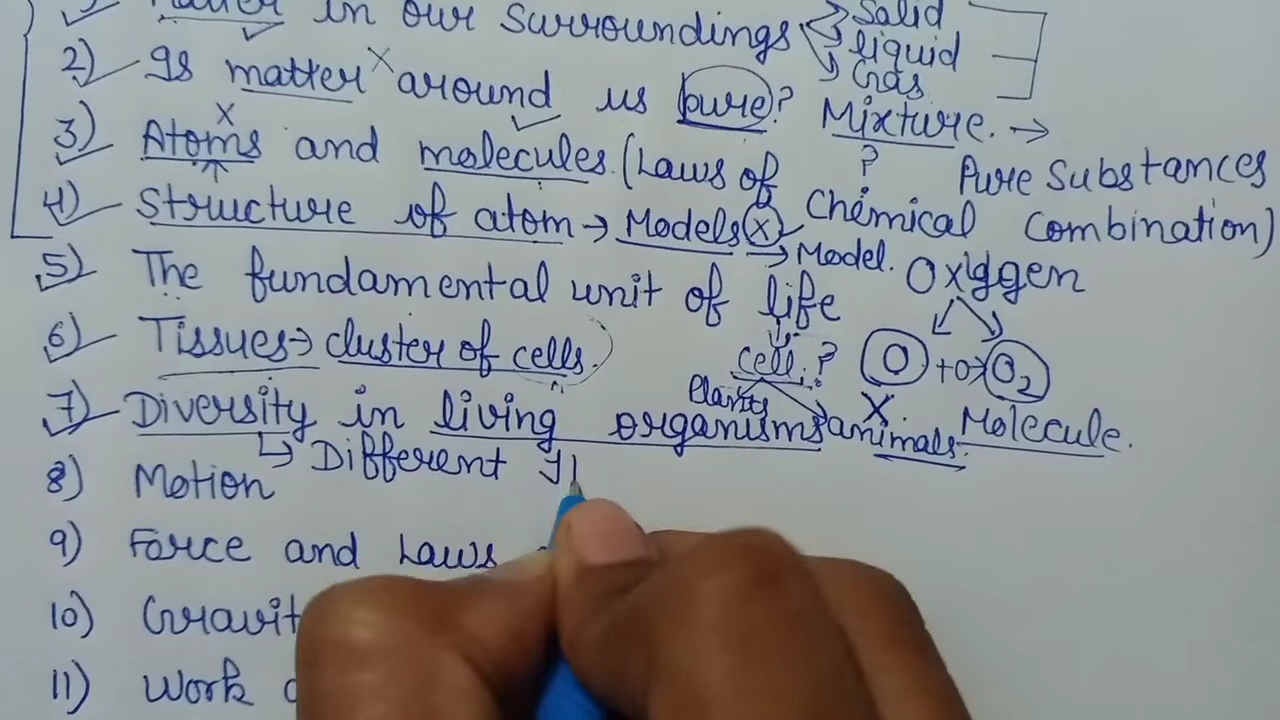 in our surroundings Salid
liquid
Gas
2) Is matter x around us pure? Mixture. →
x
3) Atoms and molecules. (Laws of
? Pure Substances
4) Structure of atom → Models (x) Chemical Combination)
→ Model.
5) The fundamental unit of life Oxiggen
6) Tissues → cluster of cells. cell. ? O + O → O2
Plants
7) Diversity in living organisms animals. X. Molecule.
↳ Different
8) Motion
9) Force and Laws
10) Gravit
11) Work